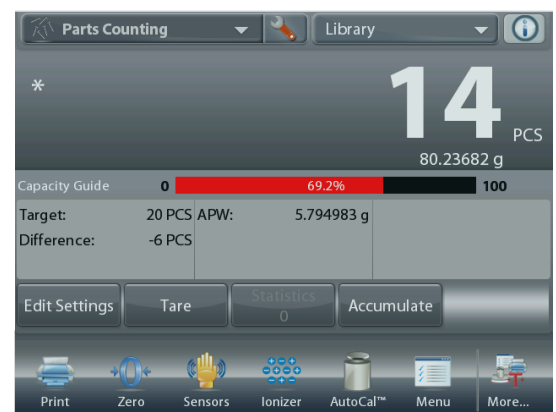 Parts Counting Library
*
14 PCS
80.23682 g
Capacity Guide 0 69.2% 100
Target: 20 PCS APW: 5.794983 g
Difference: -6 PCS
Edit Settings Tare Statistics 0 Accumulate
Print Zero Sensors Ionizer AutoCal™ Menu More...